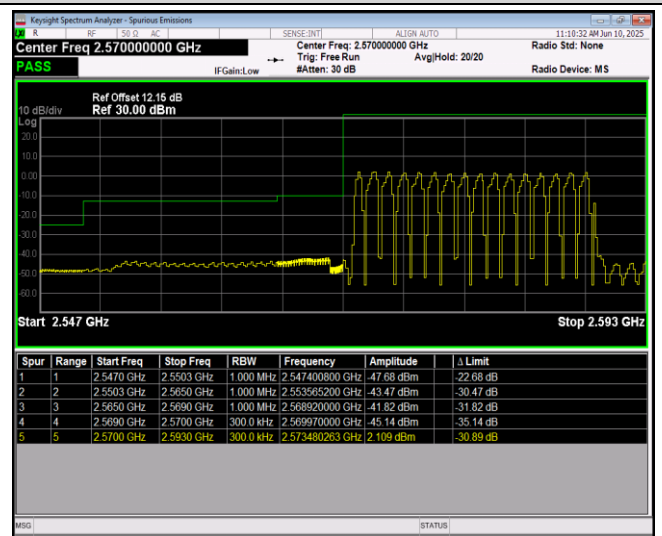 Keysight Spectrum Analyzer - Spurious Emissions
LXI R RF 50 Ω AC SENSE:INT ALIGN AUTO 11:10:32 AM Jun 10, 2025
Center Freq 2.570000000 GHz Center Freq: 2.570000000 GHz Radio Std: None
Trig: Free Run Avg|Hold: 20/20
PASS IFGain:Low #Atten: 30 dB Radio Device: MS
Ref Offset 12.15 dB
10 dB/div Ref 30.00 dBm
Log
20.0
10.0
0.00
-10.0
-20.0
-30.0
-40.0
-50.0
-60.0
Start 2.547 GHz Stop 2.593 GHz
Spur Range Start Freq Stop Freq RBW Frequency Amplitude Δ Limit
1 1 2.5470 GHz 2.5503 GHz 1.000 MHz 2.547400800 GHz -47.68 dBm -22.68 dB
2 2 2.5503 GHz 2.5650 GHz 1.000 MHz 2.553565200 GHz -43.47 dBm -30.47 dB
3 3 2.5650 GHz 2.5690 GHz 1.000 MHz 2.568920000 GHz -41.82 dBm -31.82 dB
4 4 2.5690 GHz 2.5700 GHz 300.0 kHz 2.569970000 GHz -45.14 dBm -35.14 dB
5 5 2.5700 GHz 2.5930 GHz 300.0 kHz 2.573480263 GHz 2.109 dBm -30.89 dB
MSG STATUS